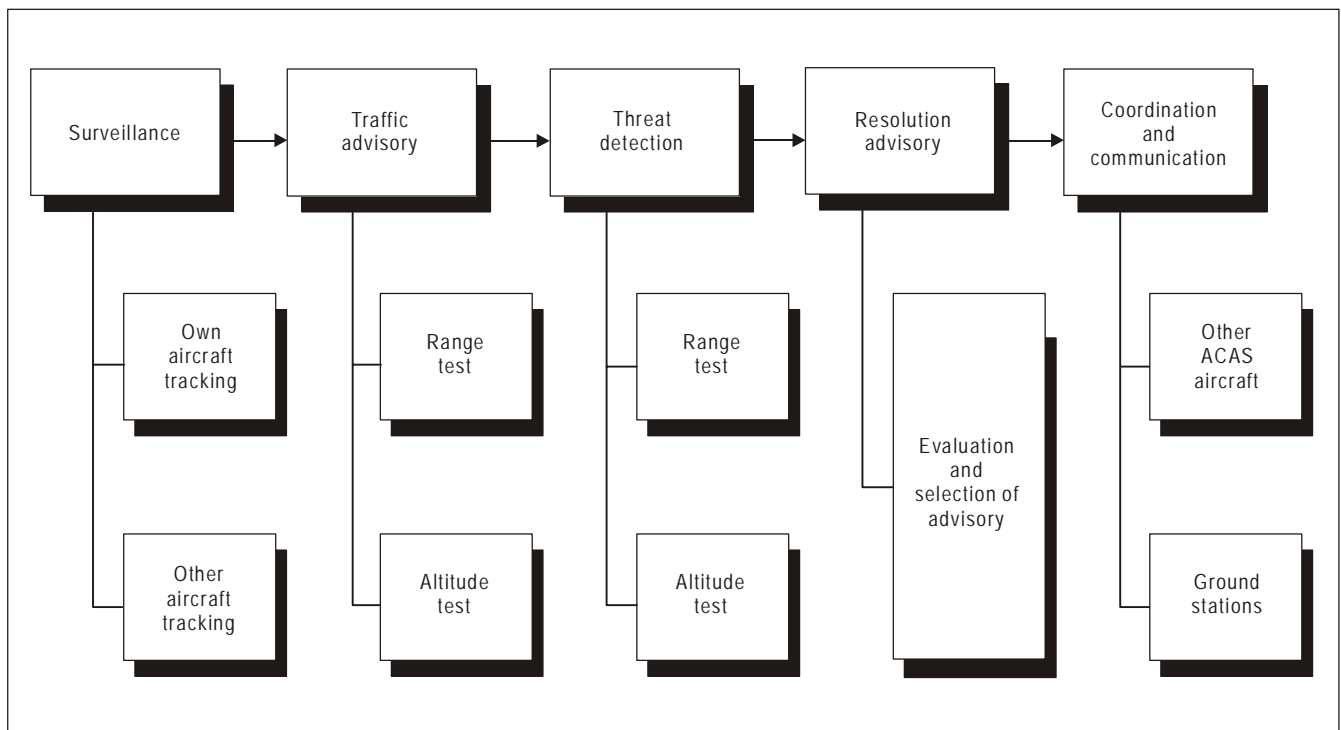 Surveillance
Traffic
advisory
Threat
detection
Resolution
advisory
Coordination
and
communication
Own
aircraft
tracking
Range
test
Range
test
Evaluation
and
selection of
advisory
Other
ACAS
aircraft
Other
aircraft
tracking
Altitude
test
Altitude
test
Ground
stations